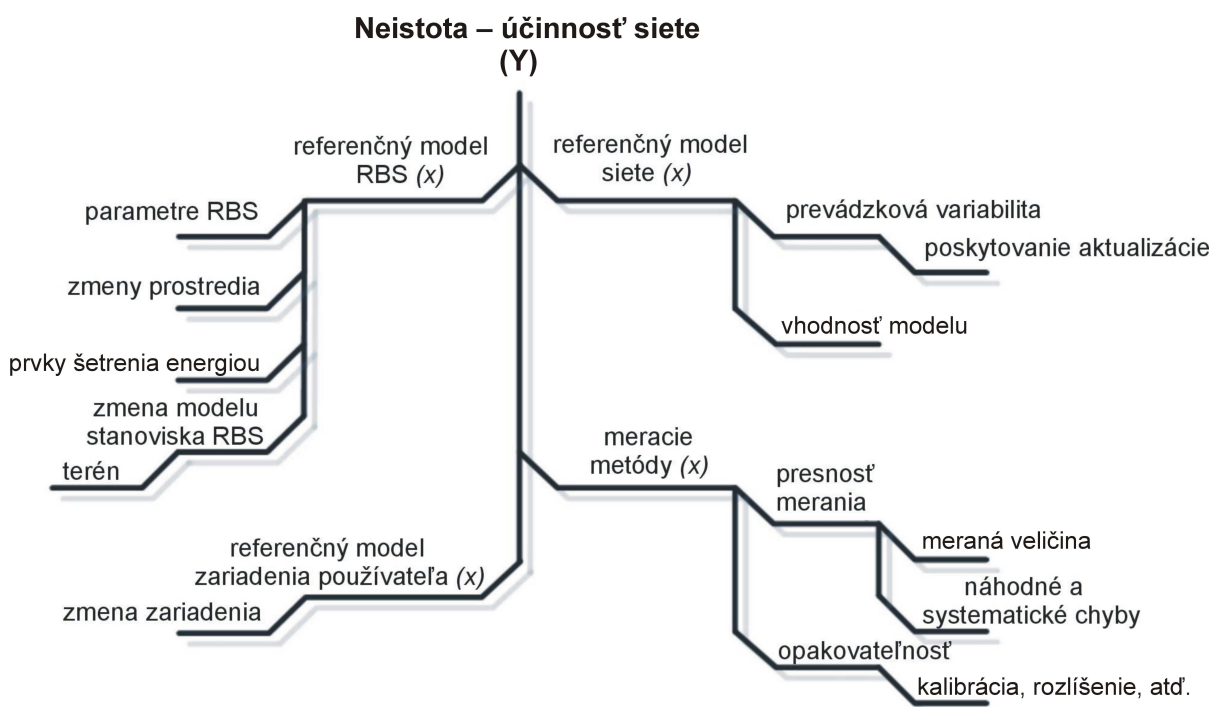 Neistota – účinnosť siete
(Y)
referenčný model
RBS (x)
parametre RBS
zmeny prostredia
prvky šetrenia energiou
zmena modelu
stanoviska RBS
terén
referenčný model
siete (x)
prevádzková variabilita
poskytovanie aktualizácie
vhodnosť modelu
referenčný model
zariadenia používateľa (x)
zmena zariadenia
meracie
metódy (x)
presnosť
merania
meraná veličina
náhodné a
systematické chyby
opakovateľnosť
kalibrácia, rozlíšenie, atď.